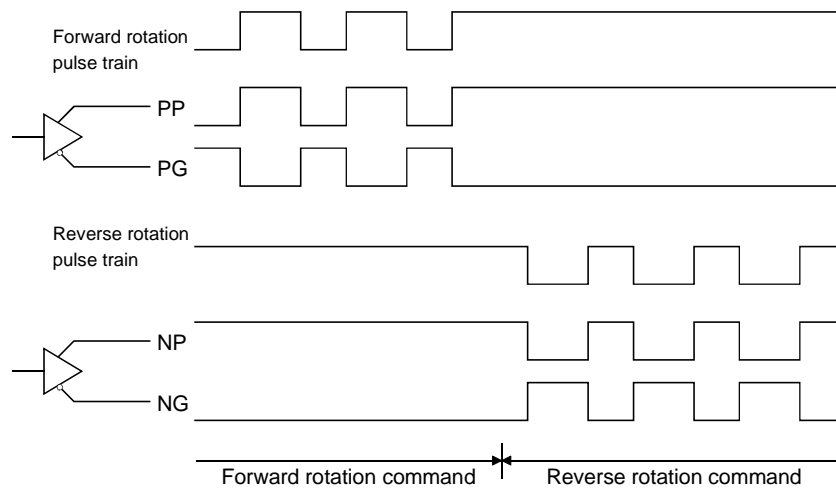 Forward rotation
pulse train
PP
PG
Reverse rotation
pulse train
NP
NG
Forward rotation command
Reverse rotation command